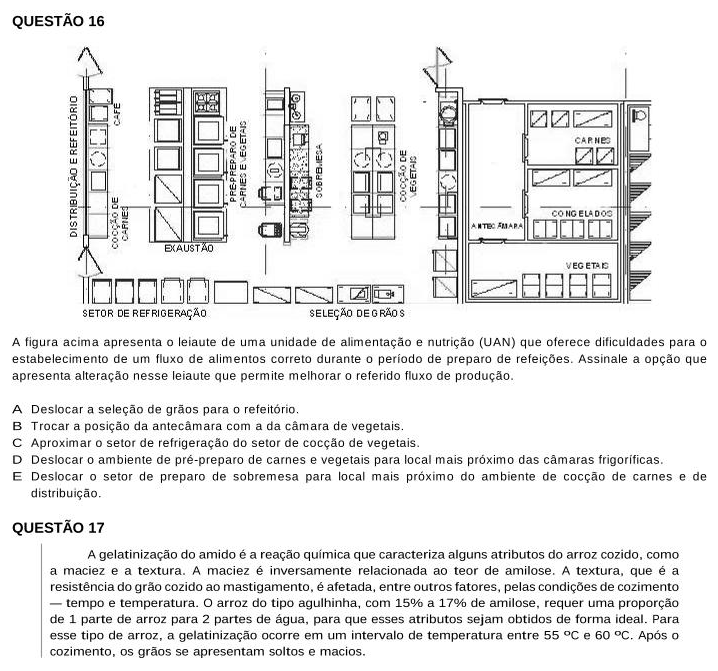 QUESTÃO 16
DISTRIBUIÇÃO E REFEITÓRIO
CAFÉ
COCÇÃO DE
CARNES
EXAUSTÃO
PRÉ-PREPARO DE
CARNES E VEGETAIS
SOBREMESA
COCÇÃO DE
VEGETAIS
CARNES
CONGELADOS
ANTECÂMARA
VEGETAIS
SETOR DE REFRIGERAÇÃO
SELEÇÃO DE GRÃOS
A figura acima apresenta o leiaute de uma unidade de alimentação e nutrição (UAN) que oferece dificuldades para o
estabelecimento de um fluxo de alimentos correto durante o período de preparo de refeições. Assinale a opção que
apresenta alteração nesse leiaute que permite melhorar o referido fluxo de produção.
A Deslocar a seleção de grãos para o refeitório.
B Trocar a posição da antecâmara com a da câmara de vegetais.
C Aproximar o setor de refrigeração do setor de cocção de vegetais.
D Deslocar o ambiente de pré-preparo de carnes e vegetais para local mais próximo das câmaras frigoríficas.
E Deslocar o setor de preparo de sobremesa para local mais próximo do ambiente de cocção de carnes e de
distribuição.
QUESTÃO 17
A gelatinização do amido é a reação química que caracteriza alguns atributos do arroz cozido, como
a maciez e a textura. A maciez é inversamente relacionada ao teor de amilose. A textura, que é a
resistência do grão cozido ao mastigamento, é afetada, entre outros fatores, pelas condições de cozimento
— tempo e temperatura. O arroz do tipo agulhinha, com 15% a 17% de amilose, requer uma proporção
de 1 parte de arroz para 2 partes de água, para que esses atributos sejam obtidos de forma ideal. Para
esse tipo de arroz, a gelatinização ocorre em um intervalo de temperatura entre 55 ºC e 60 ºC. Após o
cozimento, os grãos se apresentam soltos e macios.